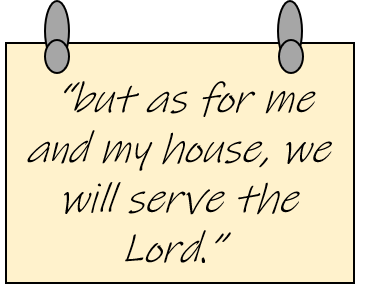 “but as for me
and my house, we
will serve the
Lord.”